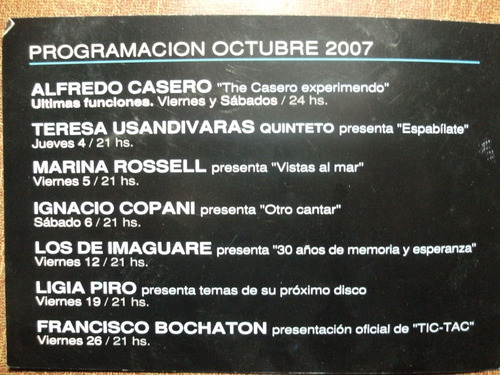 PROGRAMACION OCTUBRE 2007
ALFREDO CASERO "The Casero experimendo"
Ultimas funciones. Viernes y Sábados / 24 hs.
TERESA USANDIVARAS QUINTETO presenta "Espabílate"
Jueves 4 / 21 hs.
MARINA ROSSELL presenta "Vistas al mar"
Viernes 5 / 21 hs.
IGNACIO COPANI presenta "Otro cantar"
Sábado 6 / 21 hs.
LOS DE IMAGUARE presenta "30 años de memoria y esperanza"
Viernes 12 / 21 hs.
LIGIA PIRO presenta temas de su próximo disco
Viernes 19 / 21 hs.
FRANCISCO BOCHATON presentación oficial de "TIC-TAC"
Viernes 26 / 21 hs.